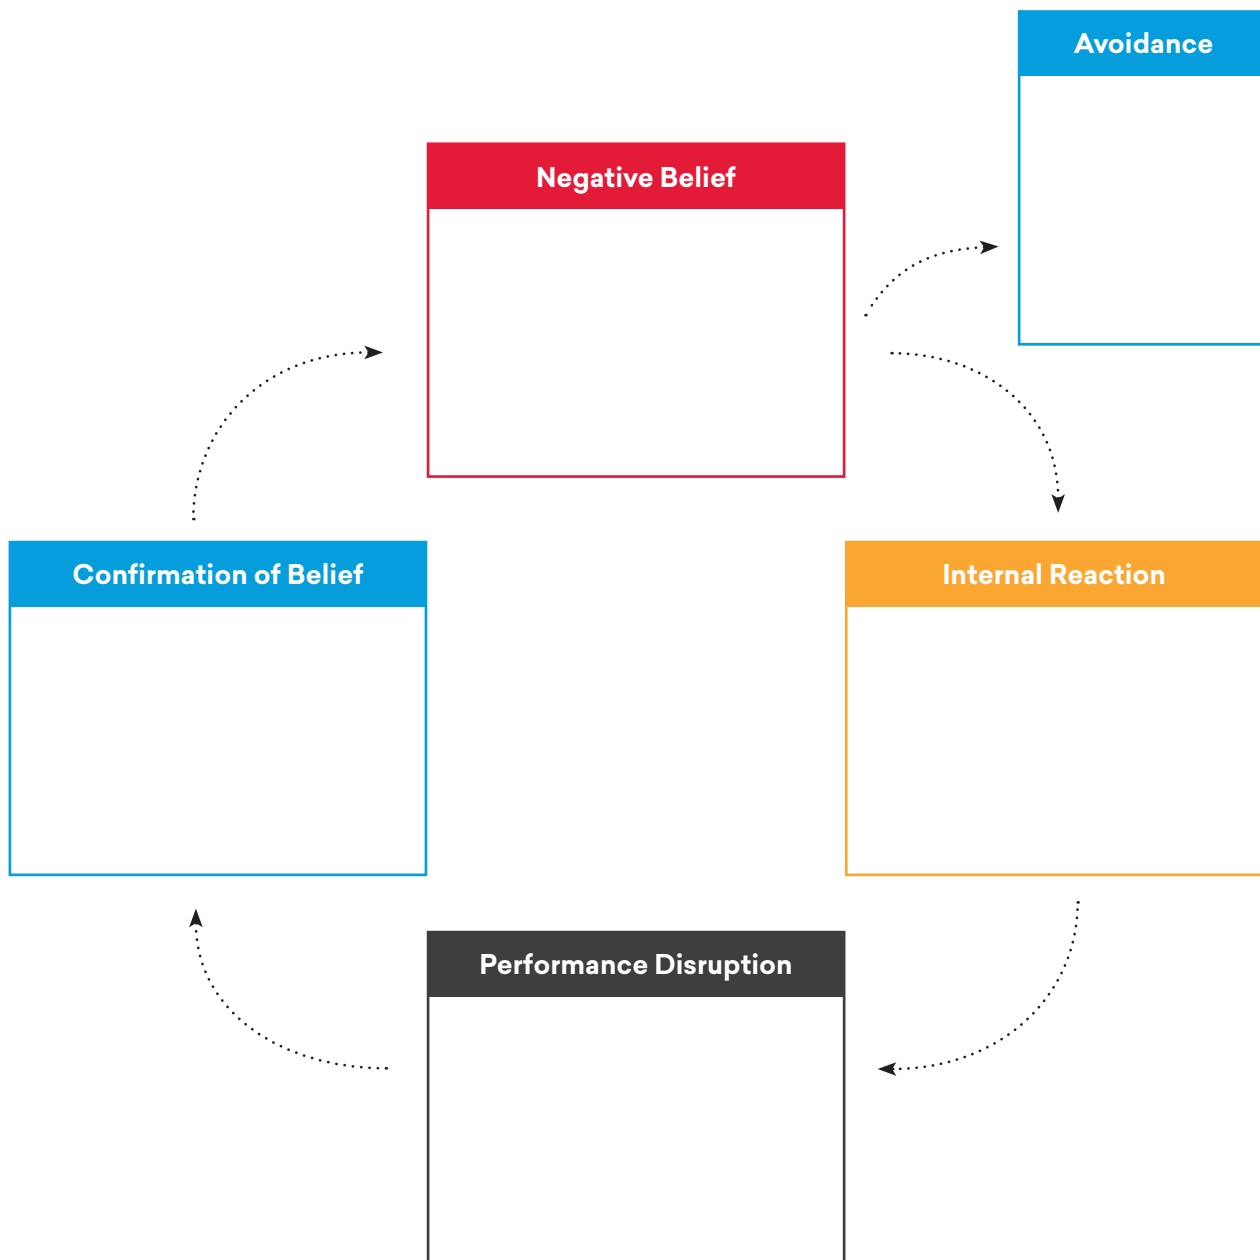 Avoidance
Negative Belief
Confirmation of Belief
Internal Reaction
Performance Disruption